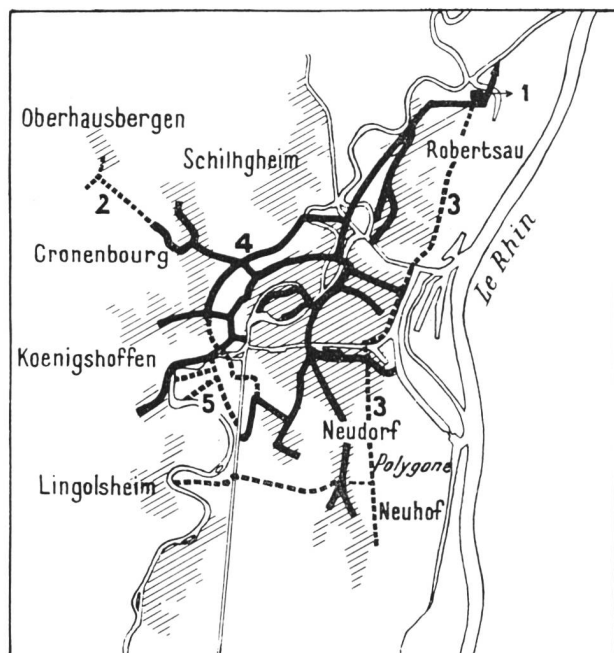 1
Oberhausbergen
Schilhgheim
Robertsau
2
3
Cronenbourg
4
Le Rhin
Koenigshoffen
5
3
Neudorf
Polygone
Lingolsheim
Neuhof